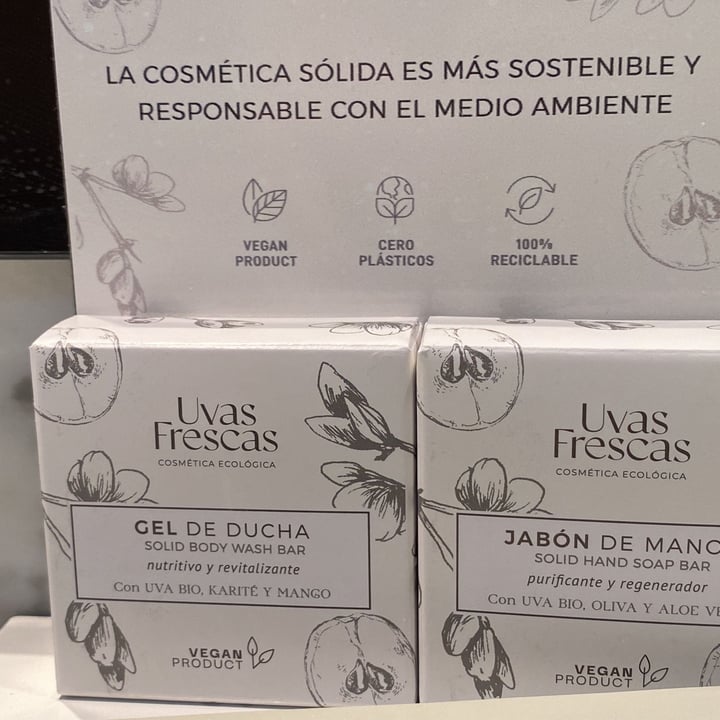 LA COSMÉTICA SÓLIDA ES MÁS SOSTENIBLE Y
RESPONSABLE CON EL MEDIO AMBIENTE
VEGAN
PRODUCT
CERO
PLÁSTICOS
100%
RECICLABLE
Uvas
Frescas
COSMÉTICA ECOLÓGICA
GEL DE DUCHA
SOLID BODY WASH BAR
nutritivo y revitalizante
Con UVA BIO, KARITÉ Y MANGO
VEGAN
PRODUCT
Uvas
Frescas
COSMÉTICA ECOLÓGICA
JABÓN DE
SOLID HAND SOAP BAR
purificante y regenerador
Con UVA BIO, OLIVA Y ALOE
VEGAN
PRODUCT